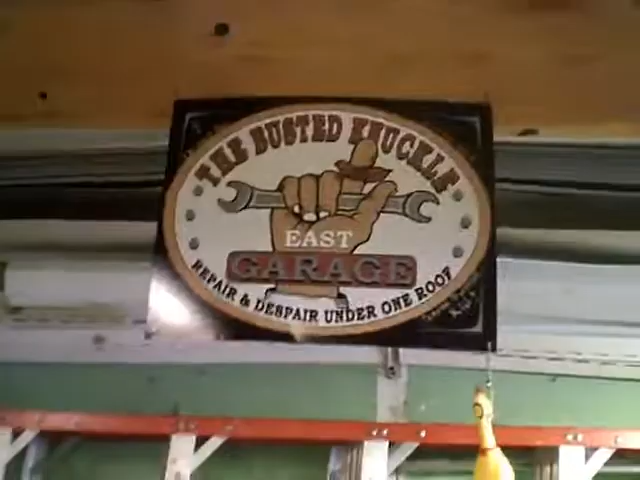 THE BUSTED KNUCKLE
EAST
GARAGE
REPAIR & DESPAIR UNDER ONE ROOF